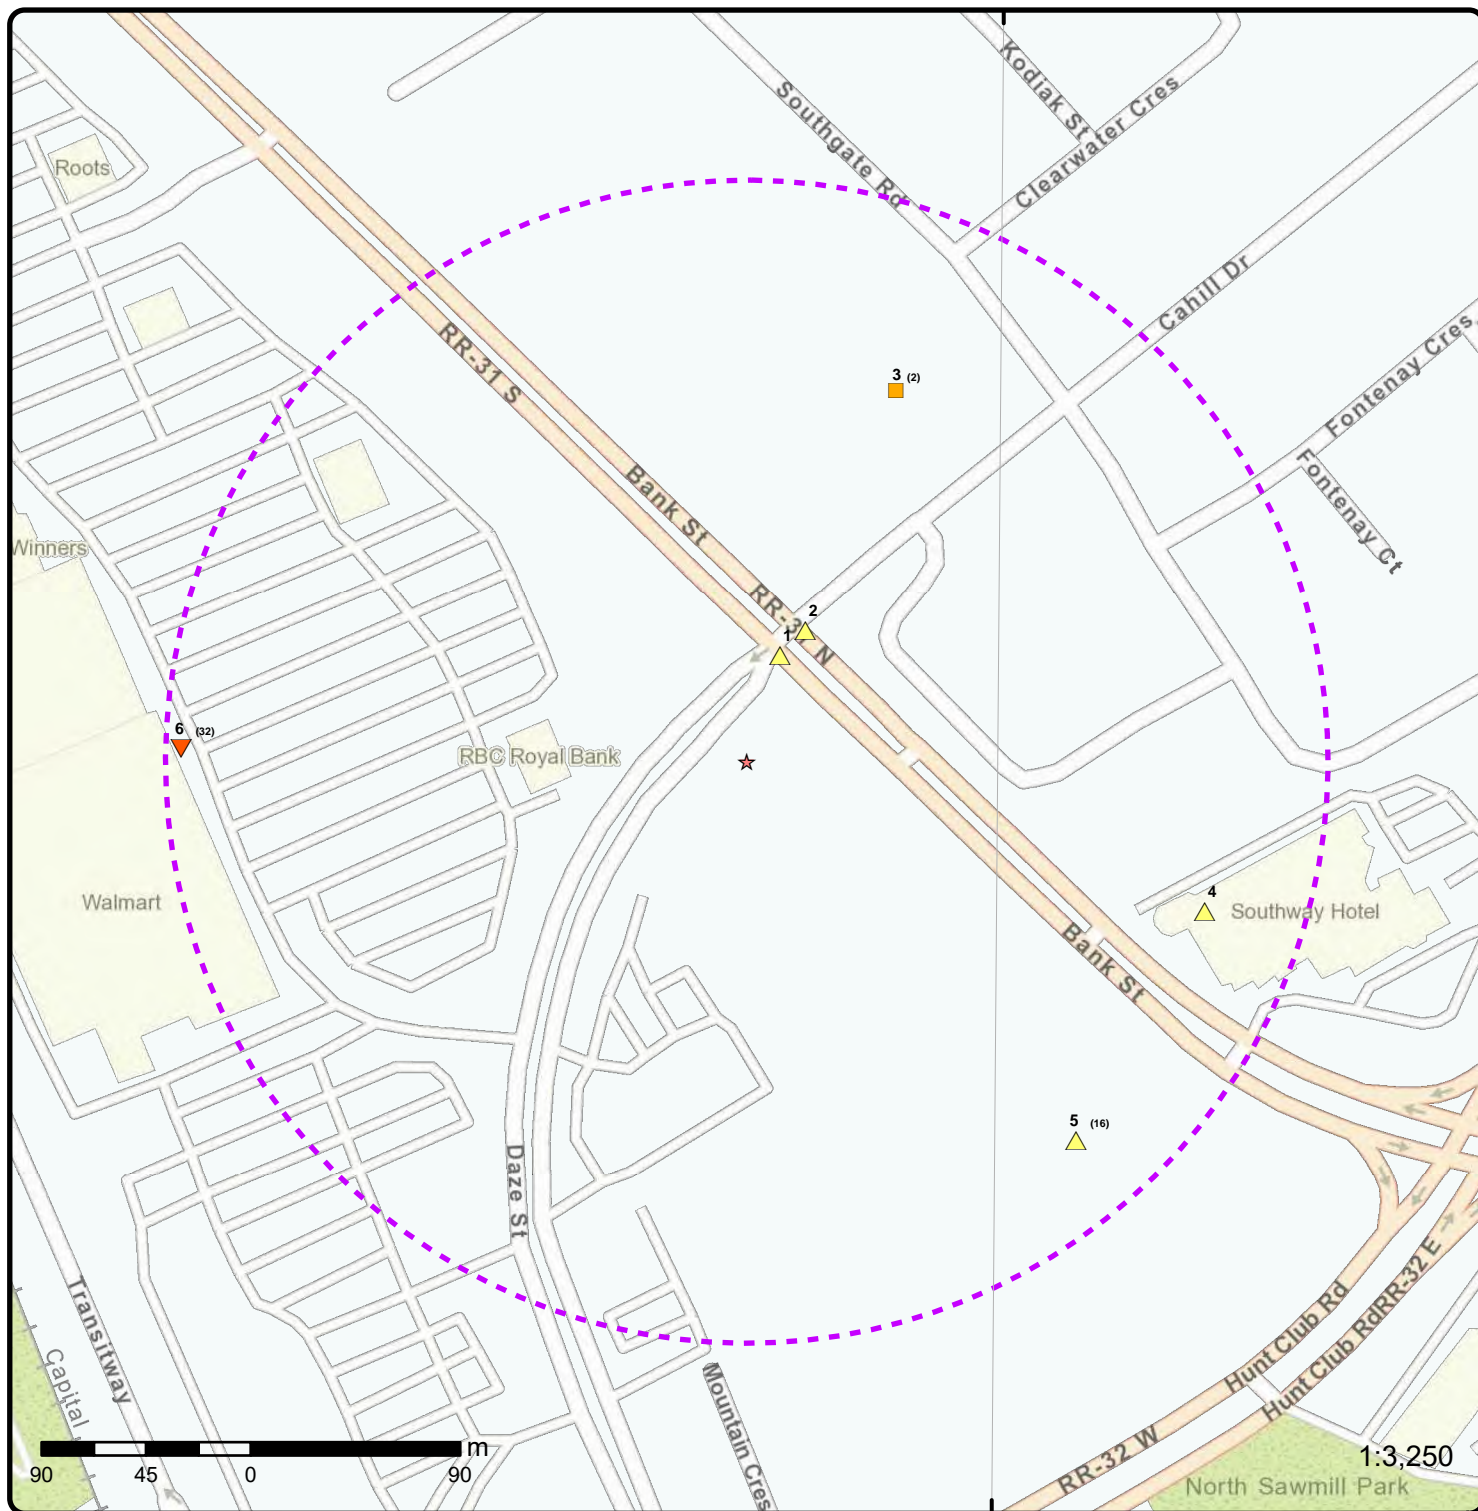 Kodiak St
Southgate Rd
Clearwater Cres
Roots
Cahill Dr
RR-31 S
Fontenay Cres
3 (2)
Fontenay Ct
Bank St
Winners
RR-31 N
2
1
6 (32)
RBC Royal Bank
4
Walmart
Southway Hotel
Bank St
5 (16)
Daze St
Transitway
Capital
Mountain Cres
Hunt Club Rd
Hunt Club Rd
RR-32 E
RR-32 W
m
90 45 0 90
1:3,250
North Sawmill Park